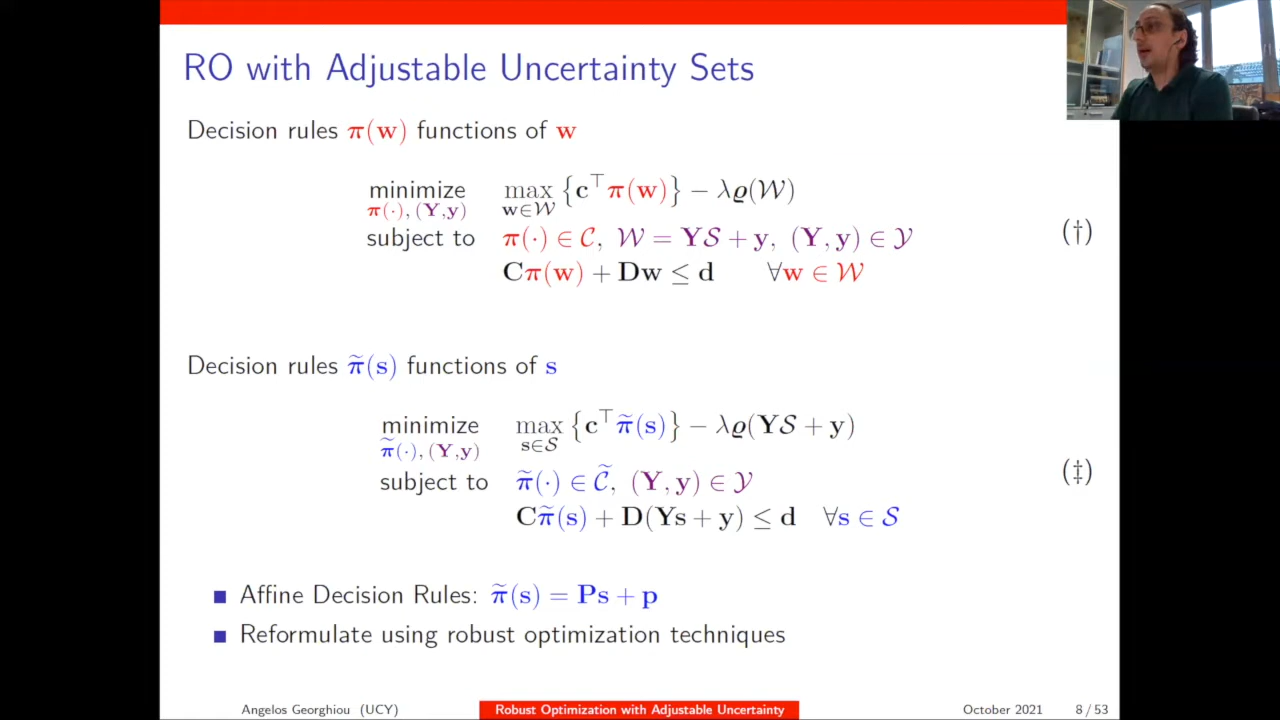 RO with Adjustable Uncertainty Sets
Decision rules π(w) functions of w
minimize max {c⊤π(w)} − λϱ(𝒲)
π(·), (Y,y) w∈𝒲
subject to π(·) ∈ 𝒞, 𝒲 = Y𝒮 + y, (Y, y) ∈ 𝒴 (†)
Cπ(w) + Dw ≤ d ∀w ∈ 𝒲
Decision rules π̃(s) functions of s
minimize max {c⊤π̃(s)} − λϱ(Y𝒮 + y)
π̃(·), (Y,y) s∈𝒮
subject to π̃(·) ∈ 𝒞̃, (Y, y) ∈ 𝒴 (‡)
Cπ̃(s) + D(Ys + y) ≤ d ∀s ∈ 𝒮
Affine Decision Rules: π̃(s) = Ps + p
Reformulate using robust optimization techniques
Angelos Georghiou (UCY) Robust Optimization with Adjustable Uncertainty October 2021 8 / 53